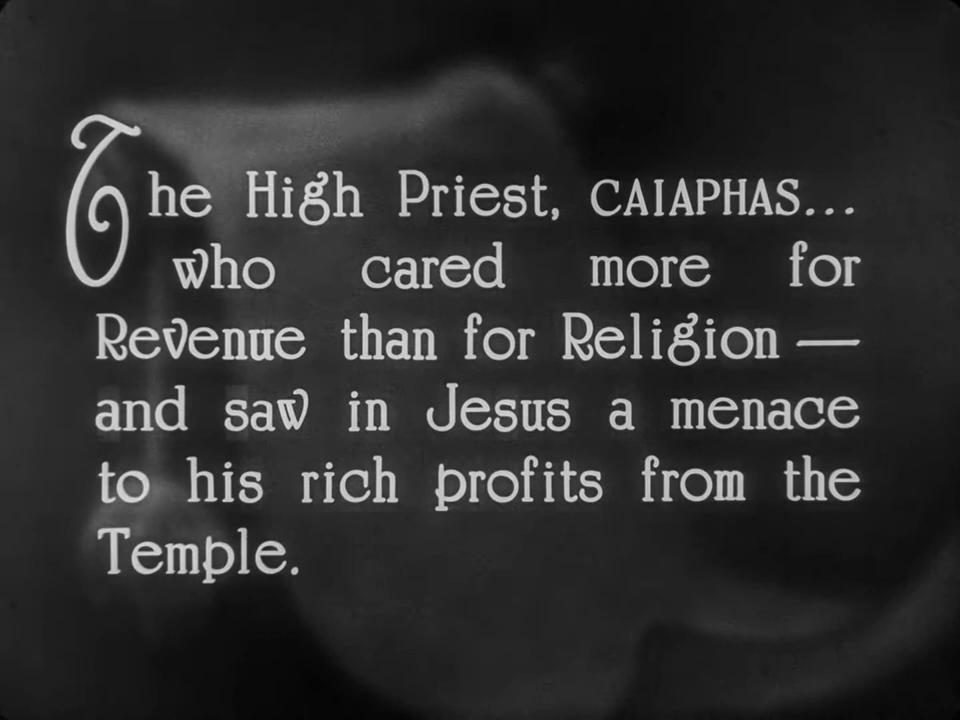 The High Priest, CAIAPHAS...
who cared more for
Revenue than for Religion —
and saw in Jesus a menace
to his rich profits from the
Temple.